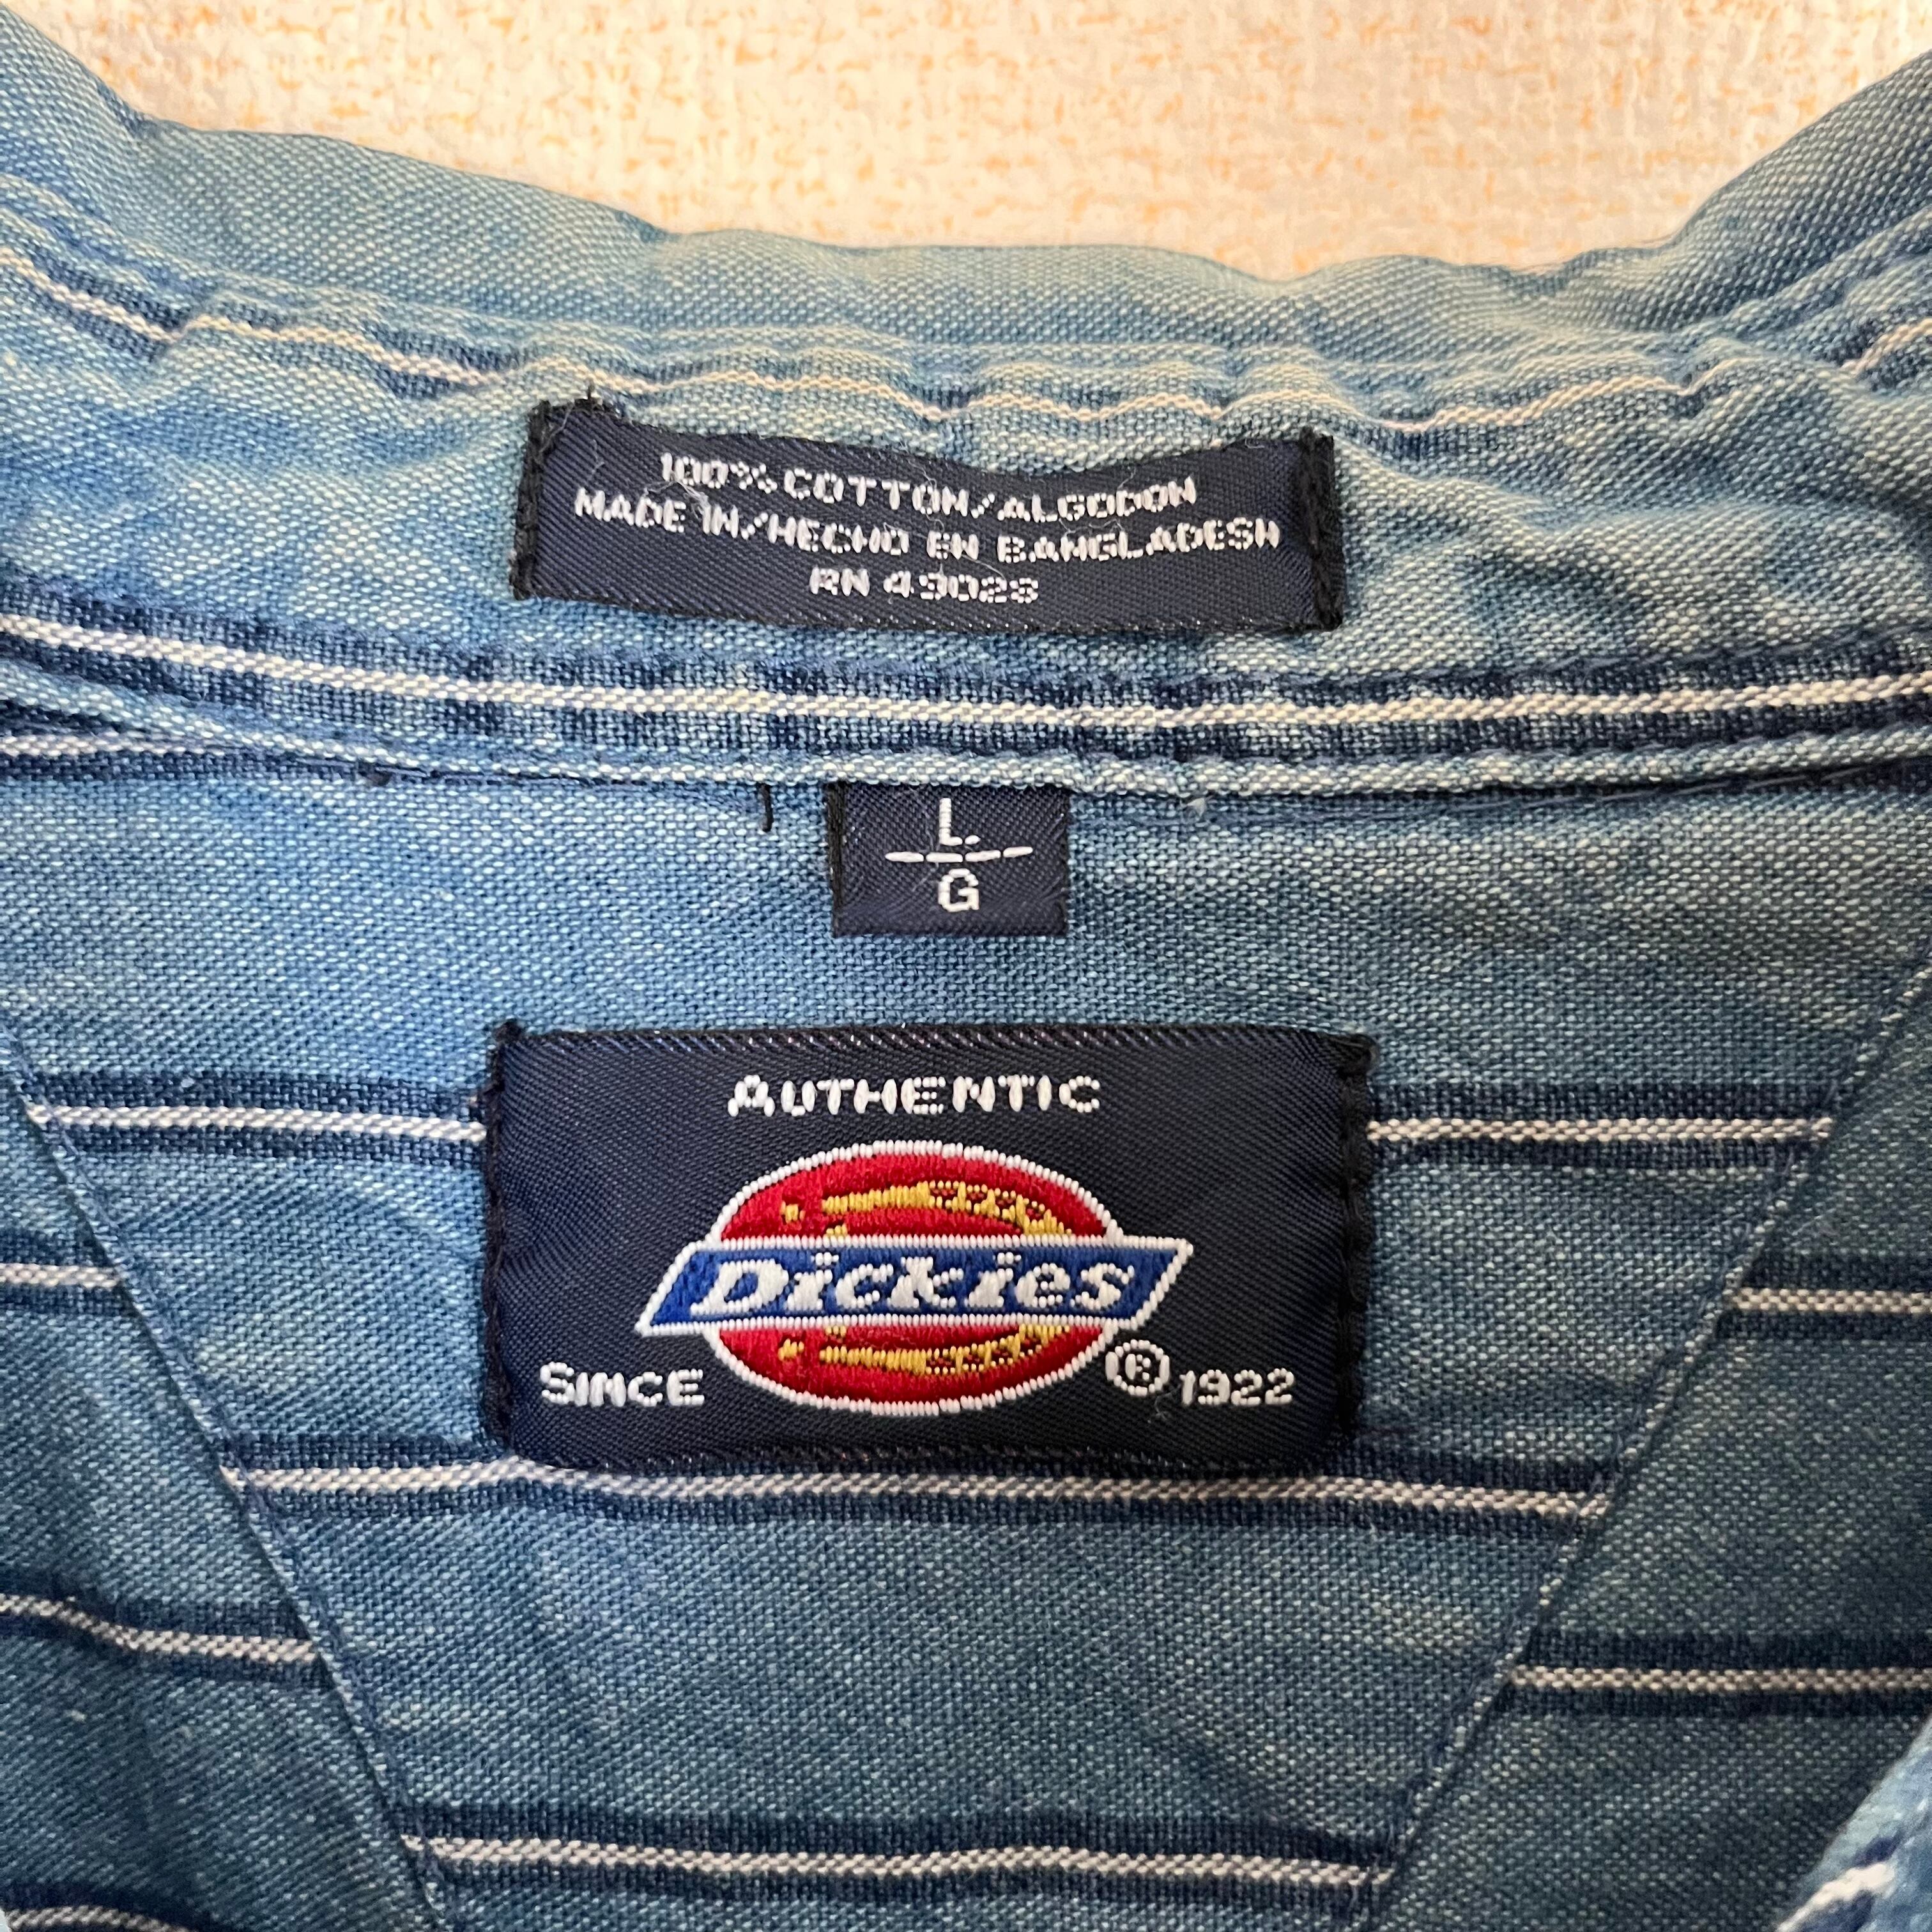 100% COTTON/ALGODON
MADE IN/HECHO EN BANGLADESH
RN 49028
L
G
AUTHENTIC
Dickies
SINCE ® 1922